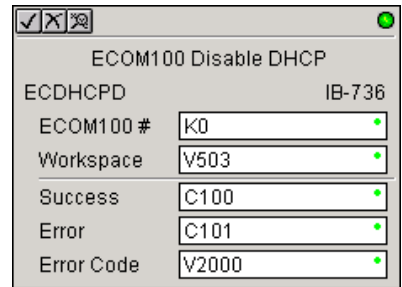 ECOM100 Disable DHCP
ECDHCPD IB-736
ECOM100 # K0
Workspace V503
Success C100
Error C101
Error Code V2000